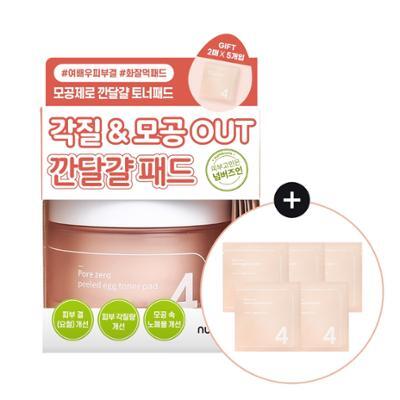 #여배우피부결 #화잘먹패드
모공제로 깐달걀 토너패드
GIFT
2매 X 5개입
각질 & 모공 OUT
깐달걀 패드
피부고민은
넘버즈인
Pore zero
peeled egg toner pad
4
피부 결
(요철) 개선
피부 각질량
개선
모공 속
노폐물 개선
nu
+
4
4